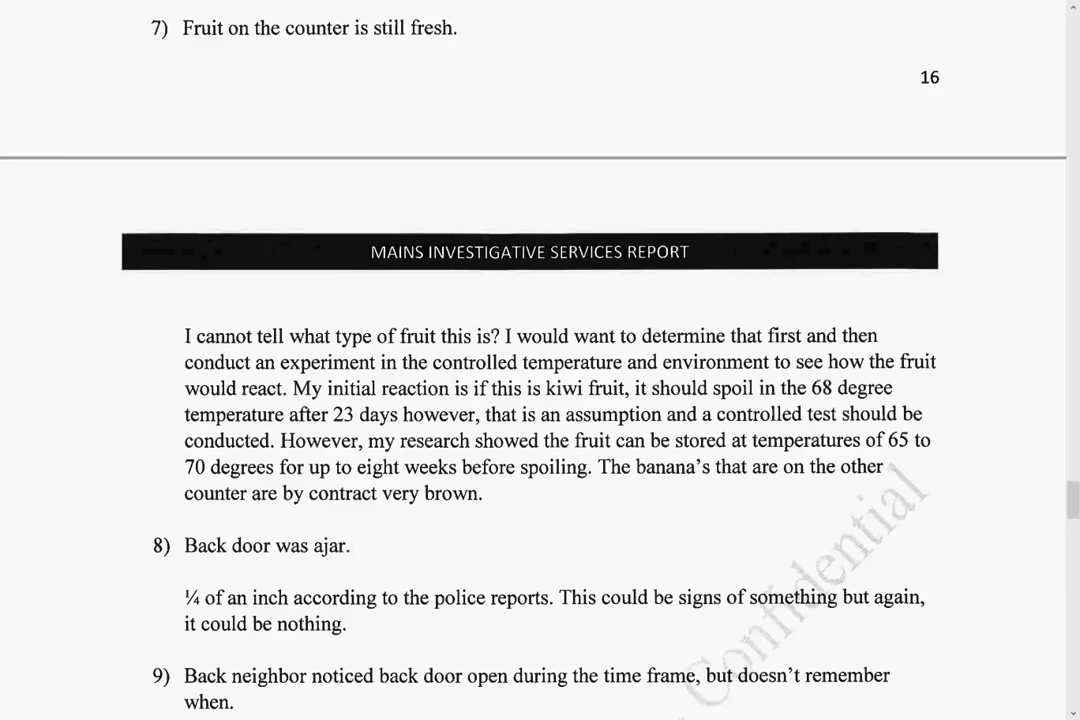 7) Fruit on the counter is still fresh.
16
MAINS INVESTIGATIVE SERVICES REPORT
I cannot tell what type of fruit this is? I would want to determine that first and then
conduct an experiment in the controlled temperature and environment to see how the fruit
would react. My initial reaction is if this is kiwi fruit, it should spoil in the 68 degree
temperature after 23 days however, that is an assumption and a controlled test should be
conducted. However, my research showed the fruit can be stored at temperatures of 65 to
70 degrees for up to eight weeks before spoiling. The banana's that are on the other
counter are by contract very brown.
8) Back door was ajar.
¼ of an inch according to the police reports. This could be signs of something but again,
it could be nothing.
9) Back neighbor noticed back door open during the time frame, but doesn't remember
when.
Confidential